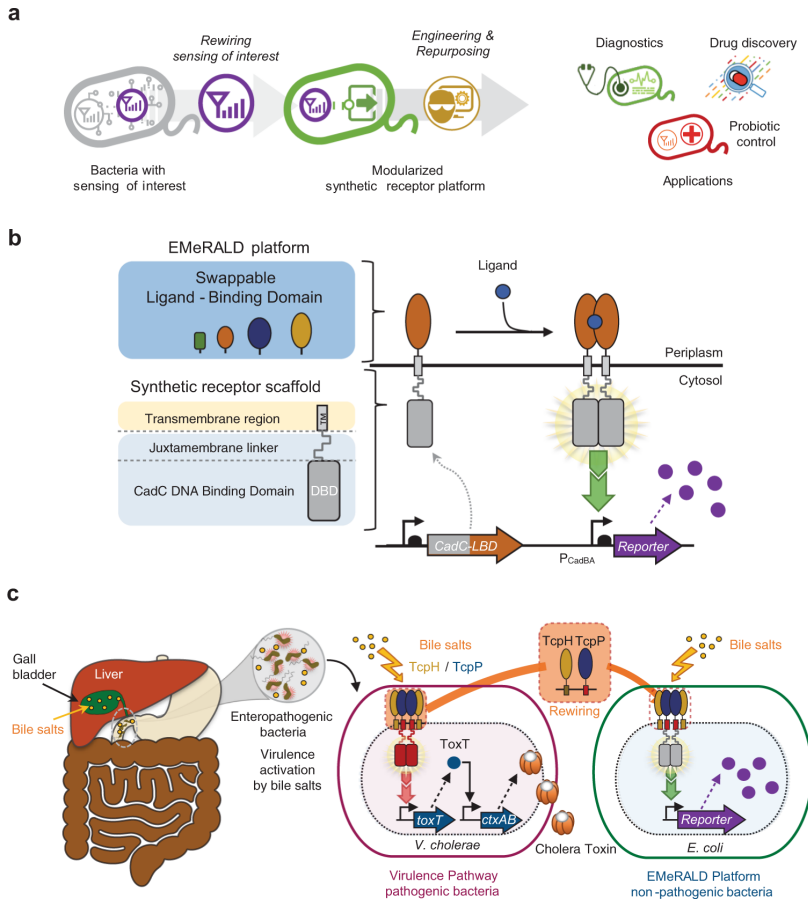 a
Rewiring
sensing of interest
Engineering &
Repurposing
Diagnostics
Drug discovery
Probiotic
control
Bacteria with
sensing of interest
Modularized
synthetic receptor platform
Applications
b
EMeRALD platform
Swappable
Ligand - Binding Domain
Ligand
Periplasm
Cytosol
Synthetic receptor scaffold
Transmembrane region
TM
Juxtamembrane linker
CadC DNA Binding Domain
DBD
CadC-LBD
PCadBA
Reporter
c
Gall
bladder
Liver
Bile salts
Enteropathogenic
bacteria
Virulence
activation
by bile salts
Bile salts
TcpH / TcpP
TcpH TcpP
Rewiring
Bile salts
ToxT
toxT
ctxAB
V. cholerae
Cholera Toxin
Reporter
E. coli
Virulence Pathway
pathogenic bacteria
EMeRALD Platform
non-pathogenic bacteria